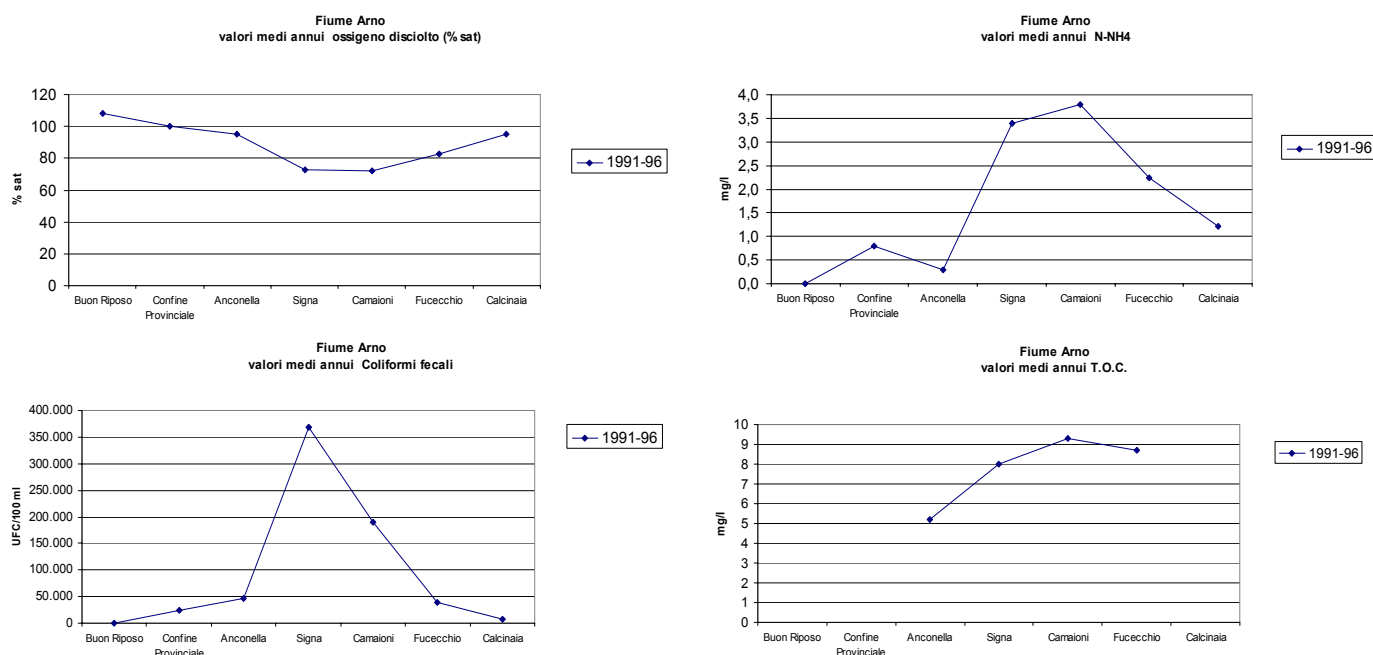 Fiume Arno
valori medi annui ossigeno disciolto (% sat)
120
100
80
60
40
20
0
% sat
Buon Riposo
Confine
Provinciale
Anconella
Signa
Camaioni
Fucecchio
Calcinaia
1991-96
Fiume Arno
valori medi annui N-NH4
4,0
3,5
3,0
2,5
2,0
1,5
1,0
0,5
0,0
mg/l
Buon Riposo
Confine
Provinciale
Anconella
Signa
Camaioni
Fucecchio
Calcinaia
1991-96
Fiume Arno
valori medi annui Coliformi fecali
400.000
350.000
300.000
250.000
200.000
150.000
100.000
50.000
0
UFC/100ml
Buon Riposo
Confine
Provinciale
Anconella
Signa
Camaioni
Fucecchio
Calcinaia
1991-96
Fiume Arno
valori medi annui T.O.C.
10
9
8
7
6
5
4
3
2
1
0
mg/l
Buon Riposo
Confine
Provinciale
Anconella
Signa
Camaioni
Fucecchio
Calcinaia
1991-96